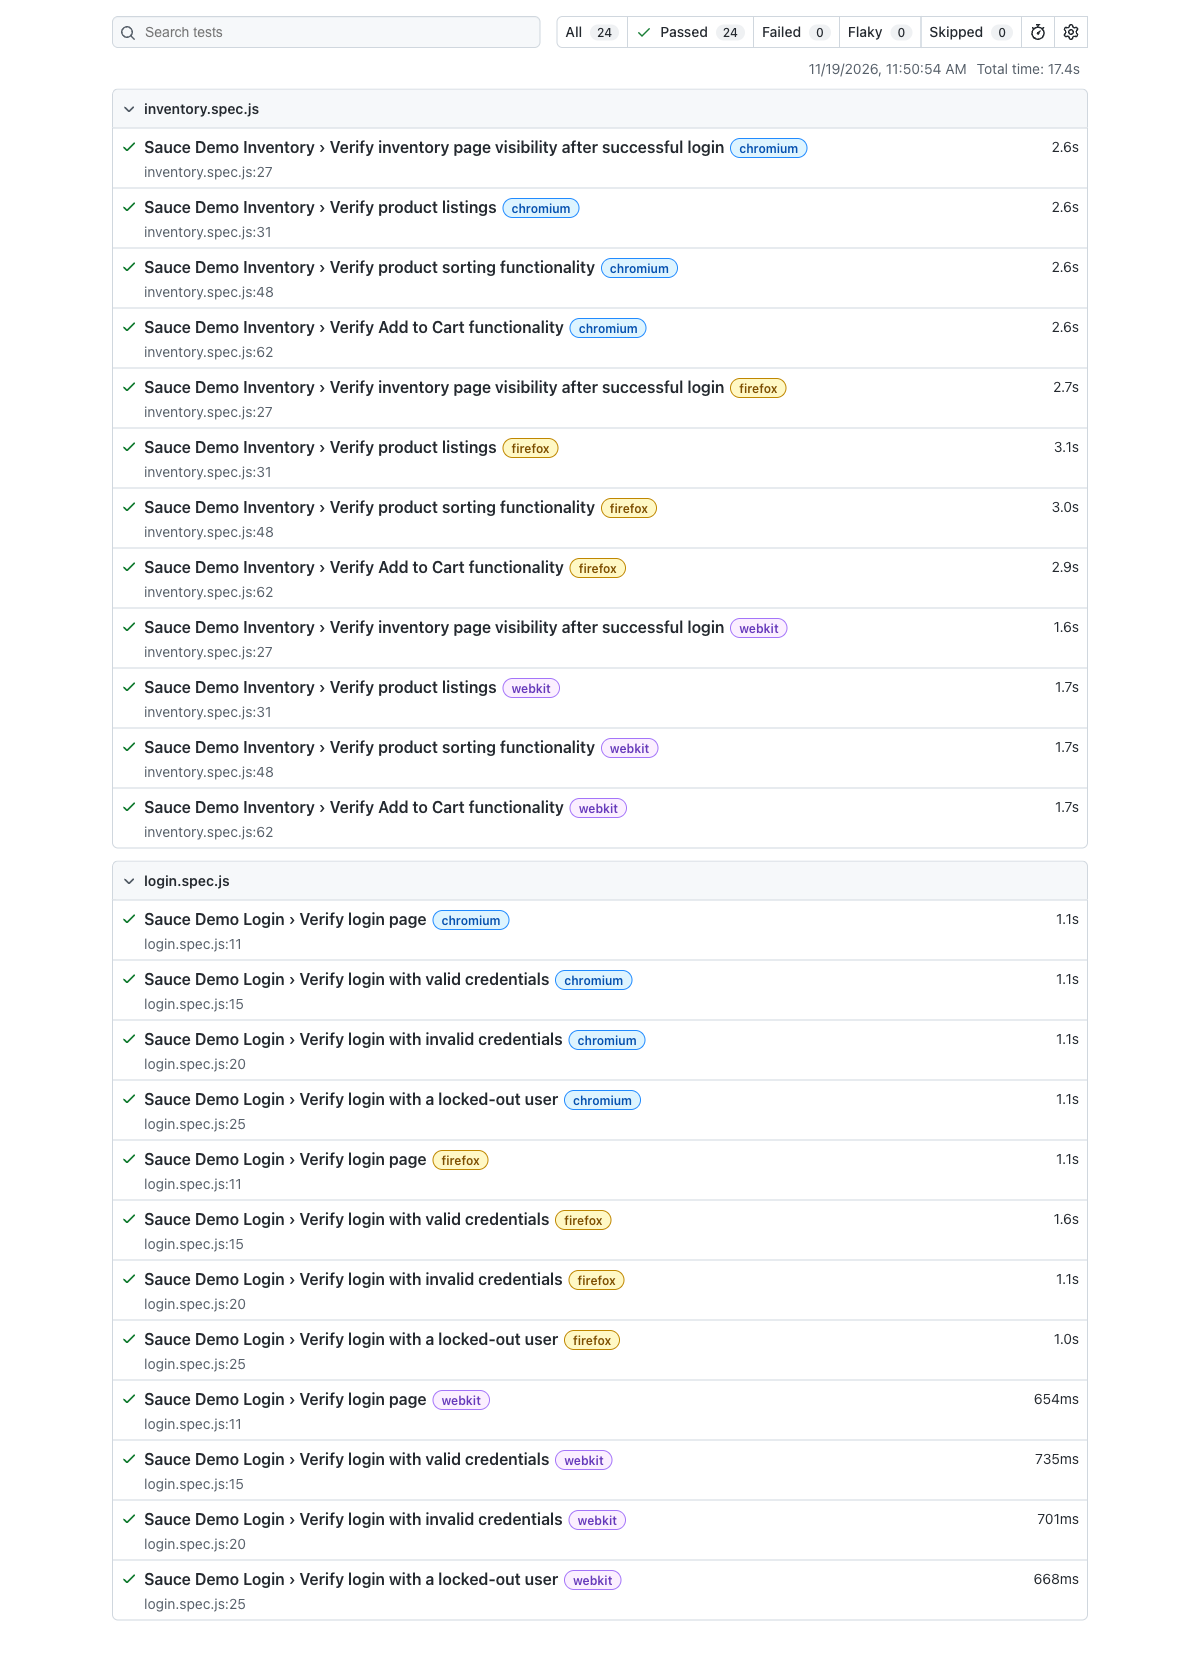 Search tests
All 24 Passed 24 Failed 0 Flaky 0 Skipped 0
11/19/2026, 11:50:54 AM Total time: 17.4s
inventory.spec.js
Sauce Demo Inventory › Verify inventory page visibility after successful login chromium 2.6s
inventory.spec.js:27
Sauce Demo Inventory › Verify product listings chromium 2.6s
inventory.spec.js:31
Sauce Demo Inventory › Verify product sorting functionality chromium 2.6s
inventory.spec.js:48
Sauce Demo Inventory › Verify Add to Cart functionality chromium 2.6s
inventory.spec.js:62
Sauce Demo Inventory › Verify inventory page visibility after successful login firefox 2.7s
inventory.spec.js:27
Sauce Demo Inventory › Verify product listings firefox 3.1s
inventory.spec.js:31
Sauce Demo Inventory › Verify product sorting functionality firefox 3.0s
inventory.spec.js:48
Sauce Demo Inventory › Verify Add to Cart functionality firefox 2.9s
inventory.spec.js:62
Sauce Demo Inventory › Verify inventory page visibility after successful login webkit 1.6s
inventory.spec.js:27
Sauce Demo Inventory › Verify product listings webkit 1.7s
inventory.spec.js:31
Sauce Demo Inventory › Verify product sorting functionality webkit 1.7s
inventory.spec.js:48
Sauce Demo Inventory › Verify Add to Cart functionality webkit 1.7s
inventory.spec.js:62
login.spec.js
Sauce Demo Login › Verify login page chromium 1.1s
login.spec.js:11
Sauce Demo Login › Verify login with valid credentials chromium 1.1s
login.spec.js:15
Sauce Demo Login › Verify login with invalid credentials chromium 1.1s
login.spec.js:20
Sauce Demo Login › Verify login with a locked-out user chromium 1.1s
login.spec.js:25
Sauce Demo Login › Verify login page firefox 1.1s
login.spec.js:11
Sauce Demo Login › Verify login with valid credentials firefox 1.6s
login.spec.js:15
Sauce Demo Login › Verify login with invalid credentials firefox 1.1s
login.spec.js:20
Sauce Demo Login › Verify login with a locked-out user firefox 1.0s
login.spec.js:25
Sauce Demo Login › Verify login page webkit 654ms
login.spec.js:11
Sauce Demo Login › Verify login with valid credentials webkit 735ms
login.spec.js:15
Sauce Demo Login › Verify login with invalid credentials webkit 701ms
login.spec.js:20
Sauce Demo Login › Verify login with a locked-out user webkit 668ms
login.spec.js:25